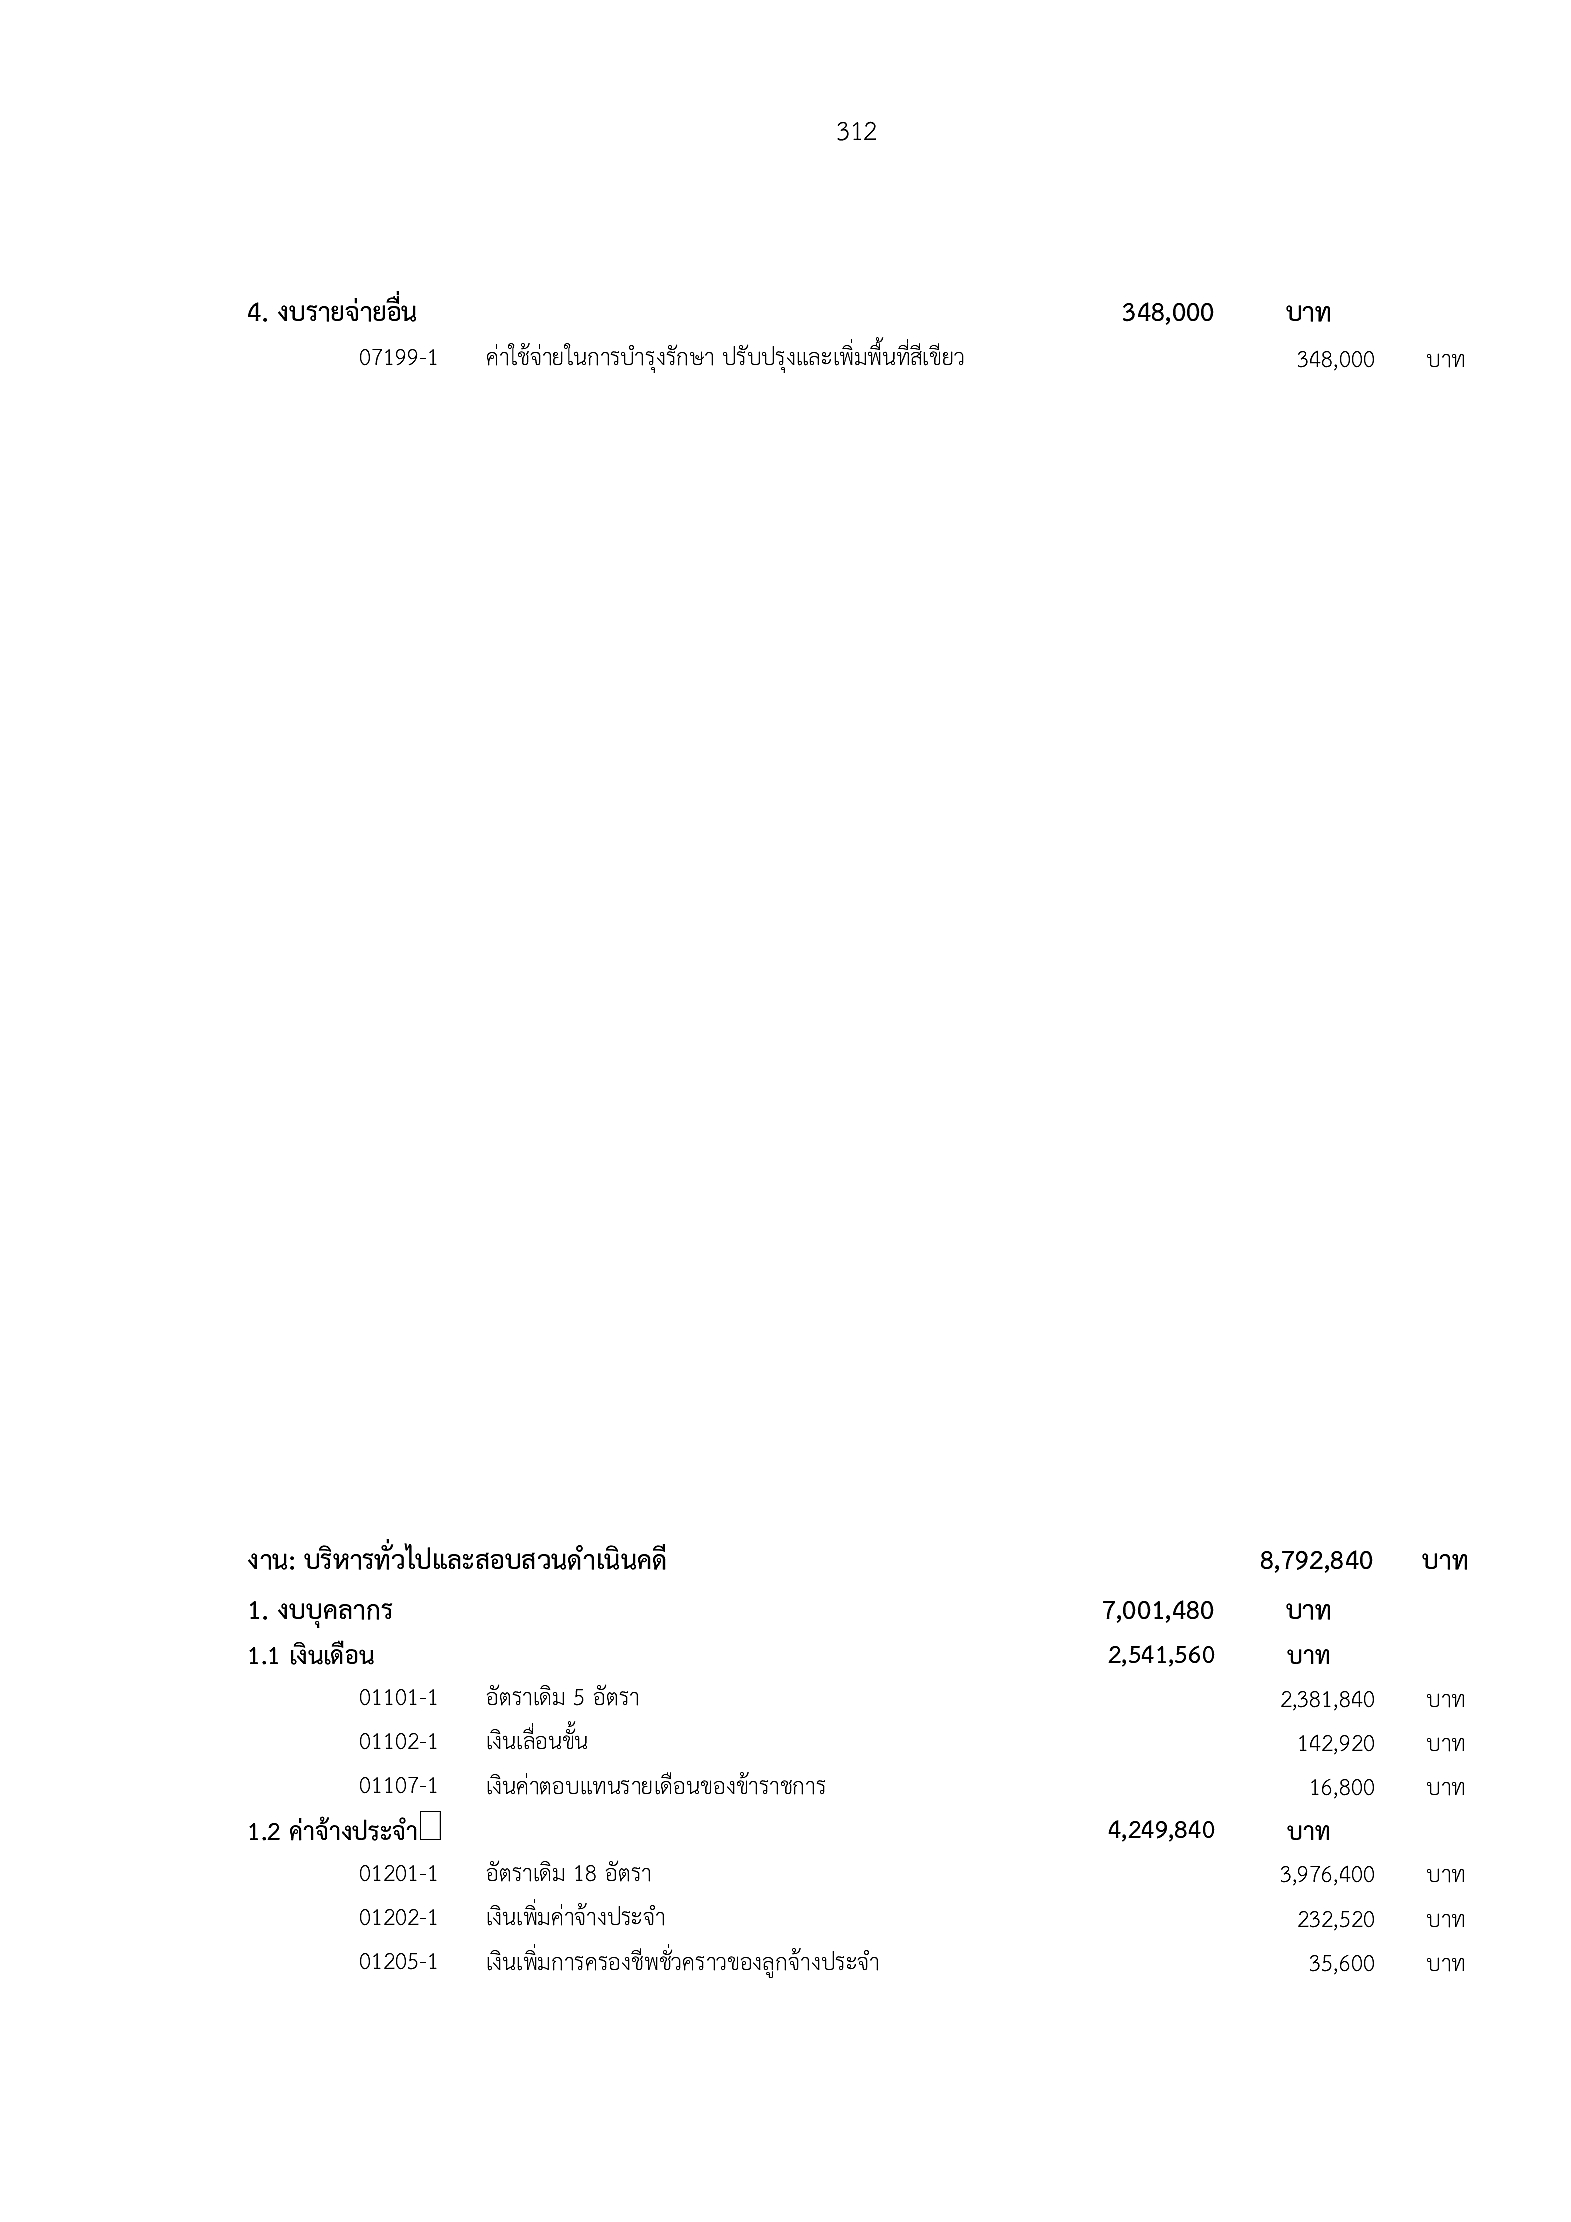 312
4. งบรายจ่ายอื่น 348,000 บาท
07199-1 ค่าใช้จ่ายในการบำรุงรักษา ปรับปรุงและเพิ่มพื้นที่สีเขียว 348,000 บาท
งาน: บริหารทั่วไปและสอบสวนดำเนินคดี 8,792,840 บาท
1. งบบุคลากร 7,001,480 บาท
1.1 เงินเดือน 2,541,560 บาท
01101-1 อัตราเดิม 5 อัตรา 2,381,840 บาท
01102-1 เงินเลื่อนขั้น 142,920 บาท
01107-1 เงินค่าตอบแทนรายเดือนของข้าราชการ 16,800 บาท
1.2 ค่าจ้างประจำ 4,249,840 บาท
01201-1 อัตราเดิม 18 อัตรา 3,976,400 บาท
01202-1 เงินเพิ่มค่าจ้างประจำ 232,520 บาท
01205-1 เงินเพิ่มการครองชีพชั่วคราวของลูกจ้างประจำ 35,600 บาท